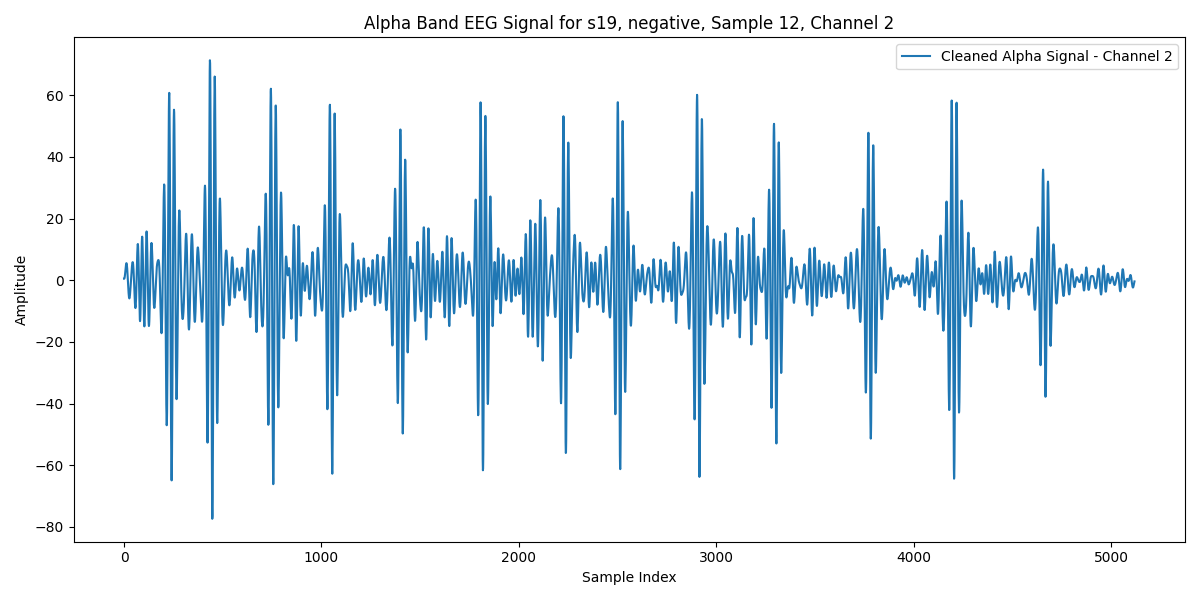 Alpha Band EEG Signal for s19, negative, Sample 12, Channel 2
Cleaned Alpha Signal - Channel 2
Amplitude
60
40
20
0
−20
−40
−60
−80
0 1000 2000 3000 4000 5000
Sample Index